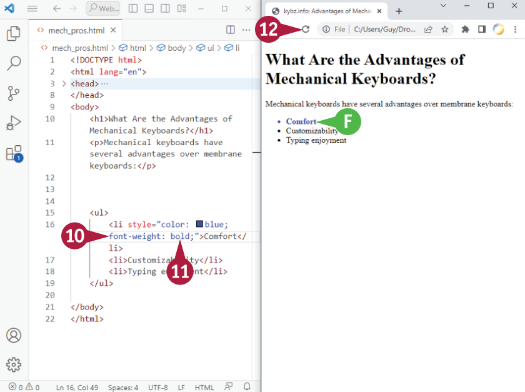 Web...
mech_pros.html
mech_pros.html > html > body > ul > li
1 <!DOCTYPE html>
2 <html lang="en">
3 <head>...
8 </head>
9 <body>
10 <h1>What Are the Advantages of
Mechanical Keyboards?</h1>
11 <p>Mechanical keyboards have
several advantages over membrane
keyboards:</p>
12
13
14
15 <ul>
16 <li style="color: blue;
font-weight: bold;">Comfort</
li>
17 <li>Customizability</li>
18 <li>Typing enjoyment</li>
19 </ul>
20
21 </body>
22 </html>
10
11
1
0 0 Ln 16, Col 49 Spaces: 4 UTF-8 LF HTML
kybz.info: Advantages of Mecha
12
File C:/Users/Guy/Dro...
What Are the Advantages of
Mechanical Keyboards?
Mechanical keyboards have several advantages over membrane keyboards:
Comfort
F
Customizability
Typing enjoyment